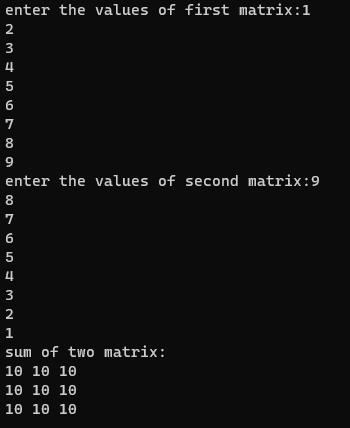 enter the values of first matrix:1
2
3
4
5
6
7
8
9
enter the values of second matrix:9
8
7
6
5
4
3
2
1
sum of two matrix:
10 10 10
10 10 10
10 10 10